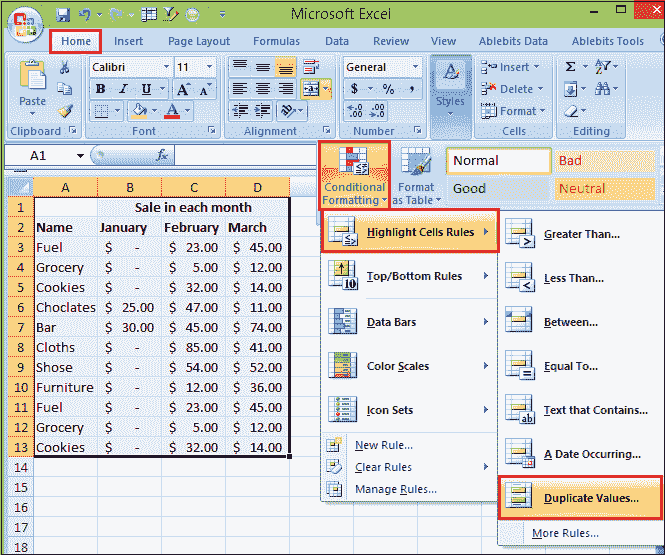 Microsoft Excel
Home Insert Page Layout Formulas Data Review View Ablebits Data Ablebits Tools
Paste
Calibri 11
B I U
A A
General
$ % ,
Styles
Insert
Delete
Format
Clipboard Font Alignment Number Cells Editing
A1 fx
Conditional Formatting
Format as Table
Normal Bad
Good Neutral
A B C D
1 Sale in each month
2 Name January February March
3 Fuel $ - $ 23.00 $ 45.00
4 Grocery $ - $ 5.00 $ 12.00
5 Cookies $ - $ 32.00 $ 14.00
6 Choclates $ 25.00 $ 47.00 $ 11.00
7 Bar $ 30.00 $ 45.00 $ 74.00
8 Cloths $ - $ 85.00 $ 41.00
9 Shose $ - $ 54.00 $ 52.00
10 Furniture $ - $ 12.00 $ 36.00
11 Fuel $ - $ 23.00 $ 45.00
12 Grocery $ - $ 5.00 $ 12.00
13 Cookies $ - $ 32.00 $ 14.00
14
15
16
17
18
Highlight Cells Rules
Top/Bottom Rules
Data Bars
Color Scales
Icon Sets
New Rule...
Clear Rules
Manage Rules...
Greater Than...
Less Than...
Between...
Equal To...
Text that Contains...
A Date Occurring...
Duplicate Values...
More Rules...